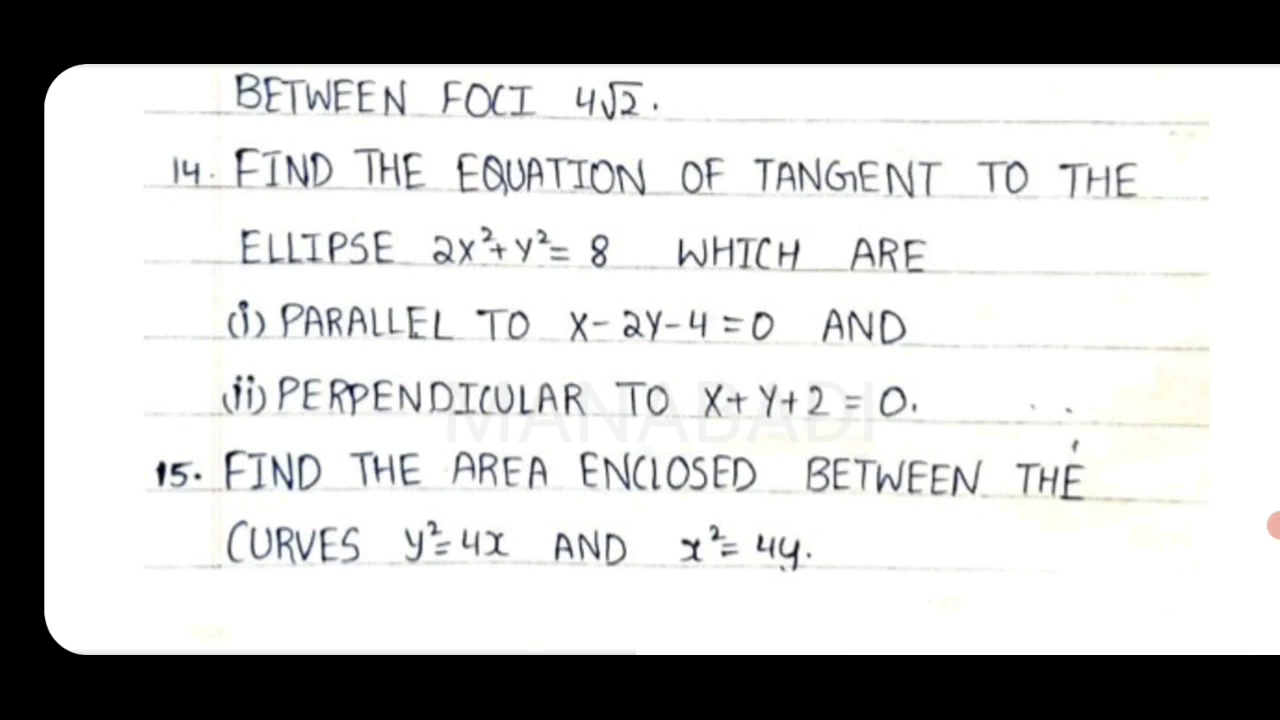 BETWEEN FOCI 4√2.
14. FIND THE EQUATION OF TANGENT TO THE
ELLIPSE 2X²+Y²= 8 WHICH ARE
(i) PARALLEL TO X-2Y-4=0 AND
(ii) PERPENDICULAR TO X+Y+2=0.
MANABADI
15. FIND THE AREA ENCLOSED BETWEEN THE
CURVES y²=4x AND x²=4y.